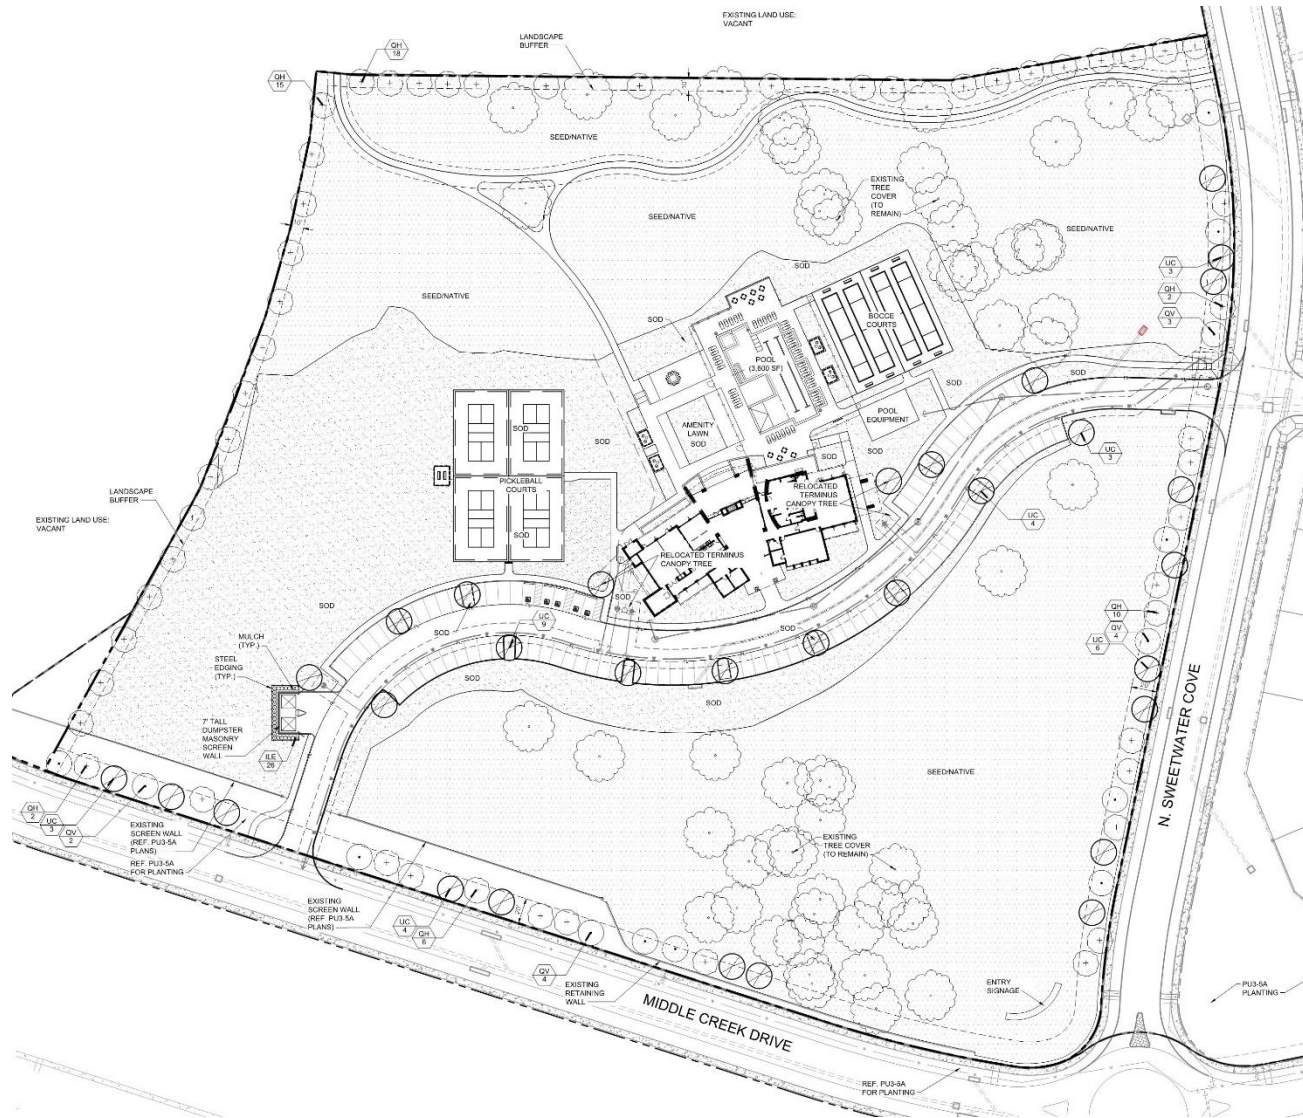 EXISTING LAND USE:
VACANT
LANDSCAPE
BUFFER
QH
18
QH
15
SEED/NATIVE
EXISTING
TREE
COVER
(TO
REMAIN)
SEED/NATIVE
SEED/NATIVE
SOD
UC
3
QH
2
QV
3
SEED/NATIVE
SOD
BOCCE
COURTS
POOL
(3,600 SF)
SOD
SOD
POOL
EQUIPMENT
AMENITY
LAWN
SOD
SOD
SOD
SOD
SOD
UC
3
PICKLEBALL
COURTS
RELOCATED
TERMINUS
CANOPY TREE
LANDSCAPE
BUFFER
EXISTING LAND USE:
VACANT
UC
4
SOD
RELOCATED TERMINUS
CANOPY TREE
SOD
SOD
SOD
UC
9
QH
10
QV
4
UC
6
MULCH
(TYP.)
STEEL
EDGING
(TYP.)
SOD
SOD
7' TALL
DUMPSTER
MASONRY
SCREEN
WALL
ILE
26
N. SWEETWATER COVE
SEED/NATIVE
QH
2
UC
3
QV
2
EXISTING
SCREEN WALL
(REF. PU3-5A
PLANS)
REF. PU3-5A
FOR PLANTING
EXISTING
TREE COVER
(TO REMAIN)
EXISTING
SCREEN WALL
(REF. PU3-5A
PLANS)
UC
4
QH
6
QV
4
EXISTING
RETAINING
WALL
ENTRY
SIGNAGE
PU3-5A
PLANTING
MIDDLE CREEK DRIVE
REF. PU3-5A
FOR PLANTING